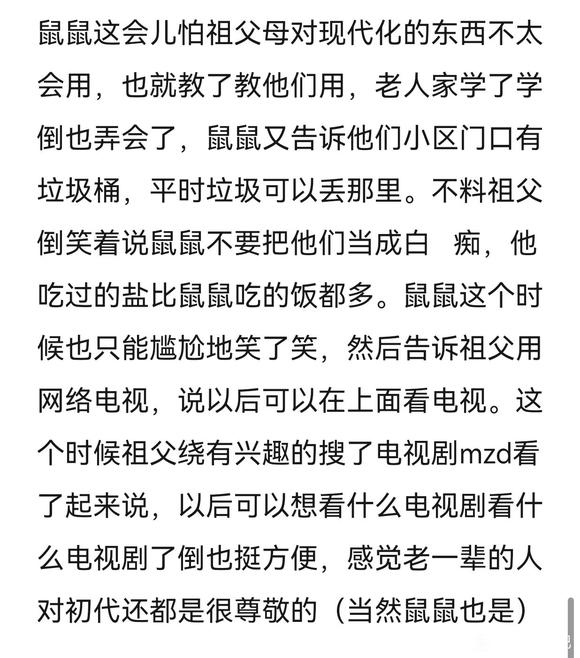 鼠鼠这会儿怕祖父母对现代化的东西不太
会用，也就教了教他们用，老人家学了学
倒也弄会了，鼠鼠又告诉他们小区门口有
垃圾桶，平时垃圾可以丢那里。不料祖父
倒笑着说鼠鼠不要把他们当成白　痴，他
吃过的盐比鼠鼠吃的饭都多。鼠鼠这个时
候也只能尴尬地笑了笑，然后告诉祖父用
网络电视，说以后可以在上面看电视。这
个时候祖父绕有兴趣的搜了电视剧mzd看
了起来说，以后可以想看什么电视剧看什
么电视剧了倒也挺方便，感觉老一辈的人
对初代还都是很尊敬的（当然鼠鼠也是）